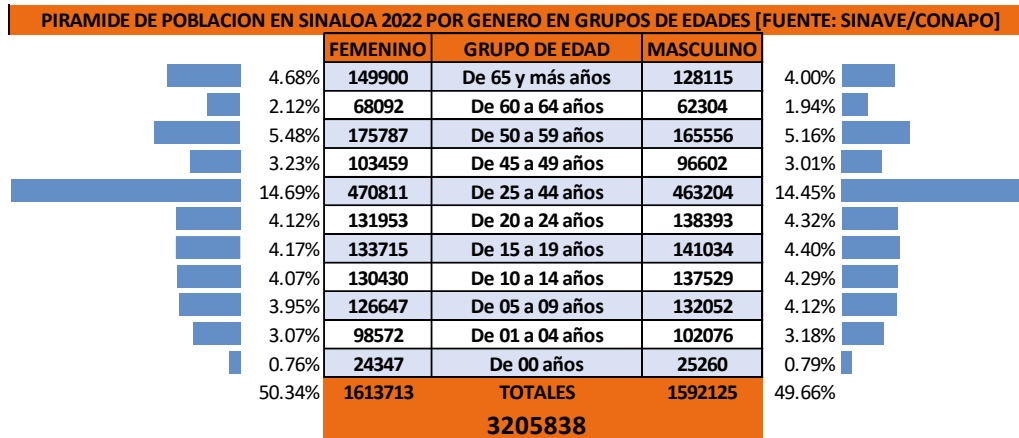 PIRAMIDE DE POBLACION EN SINALOA 2022 POR GENERO EN GRUPOS DE EDADES [FUENTE: SINAVE/CONAPO]
FEMENINO GRUPO DE EDAD MASCULINO
4.68% 149900 De 65 y más años 128115 4.00%
2.12% 68092 De 60 a 64 años 62304 1.94%
5.48% 175787 De 50 a 59 años 165556 5.16%
3.23% 103459 De 45 a 49 años 96602 3.01%
14.69% 470811 De 25 a 44 años 463204 14.45%
4.12% 131953 De 20 a 24 años 138393 4.32%
4.17% 133715 De 15 a 19 años 141034 4.40%
4.07% 130430 De 10 a 14 años 137529 4.29%
3.95% 126647 De 05 a 09 años 132052 4.12%
3.07% 98572 De 01 a 04 años 102076 3.18%
0.76% 24347 De 00 años 25260 0.79%
50.34% 1613713 TOTALES 1592125 49.66%
3205838